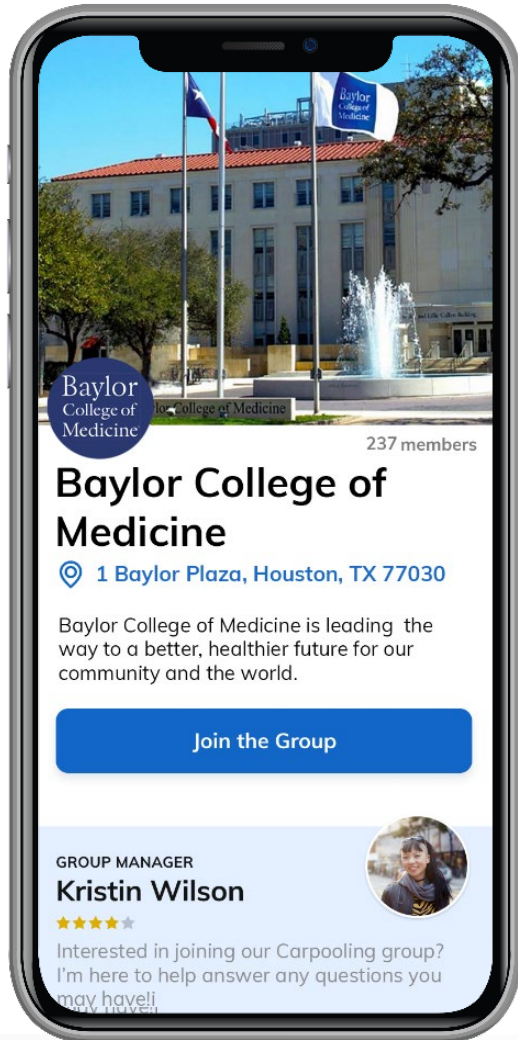 Baylor
College of
Medicine
Baylor
College of
Medicine
College of Medicine
237 members
Baylor College of
Medicine
1 Baylor Plaza, Houston, TX 77030
Baylor College of Medicine is leading  the
way to a better, healthier future for our
community and the world.
Join the Group
GROUP MANAGER
Kristin Wilson
Interested in joining our Carpooling group?
I'm here to help answer any questions you
may have!i